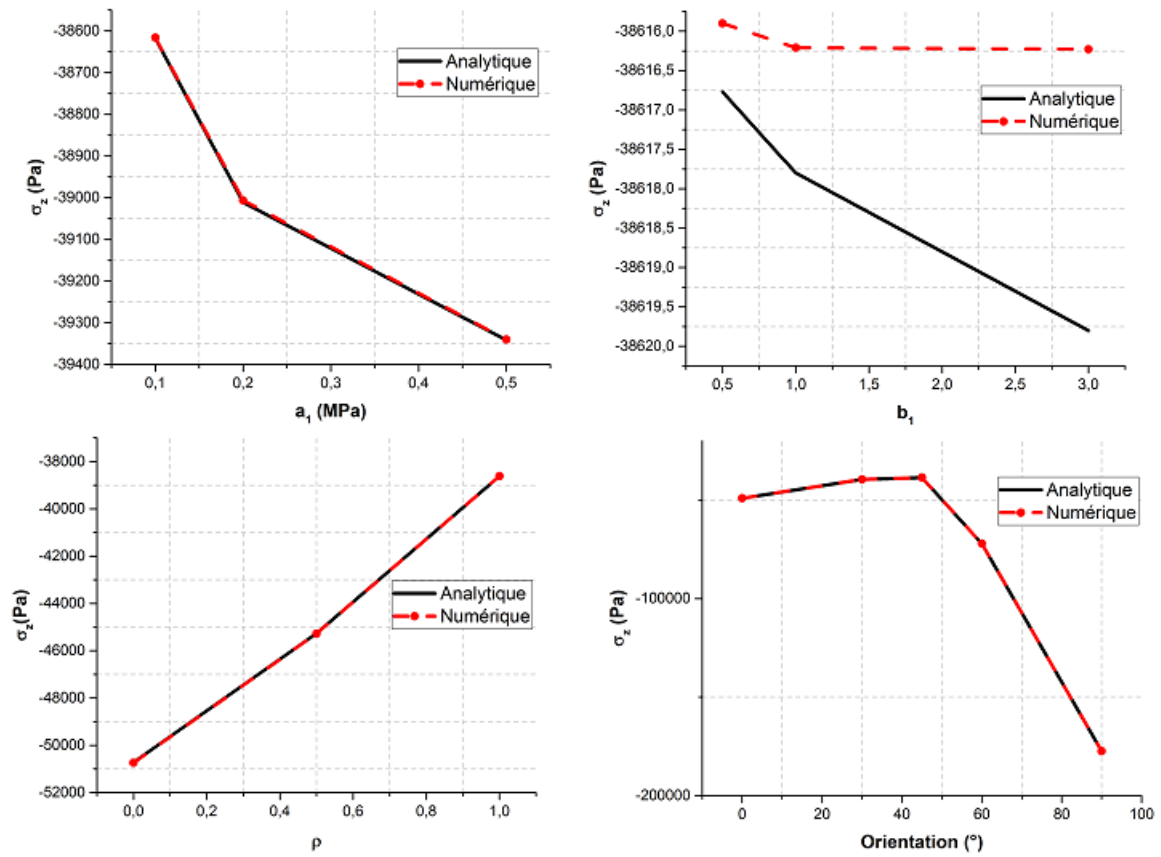 -38600
-38700
-38800
-38900
-39000
-39100
-39200
-39300
-39400
σz (Pa)
Analytique
Numérique
0,1 0,2 0,3 0,4 0,5
a1 (MPa)
-38616,0
-38616,5
-38617,0
-38617,5
-38618,0
-38618,5
-38619,0
-38619,5
-38620,0
σz (Pa)
Analytique
Numérique
0,5 1,0 1,5 2,0 2,5 3,0
b1
-38000
-40000
-42000
-44000
-46000
-48000
-50000
-52000
σz(Pa)
Analytique
Numérique
0,0 0,2 0,4 0,6 0,8 1,0
ρ
-100000
-200000
σz (Pa)
Analytique
Numérique
0 20 40 60 80 100
Orientation (°)